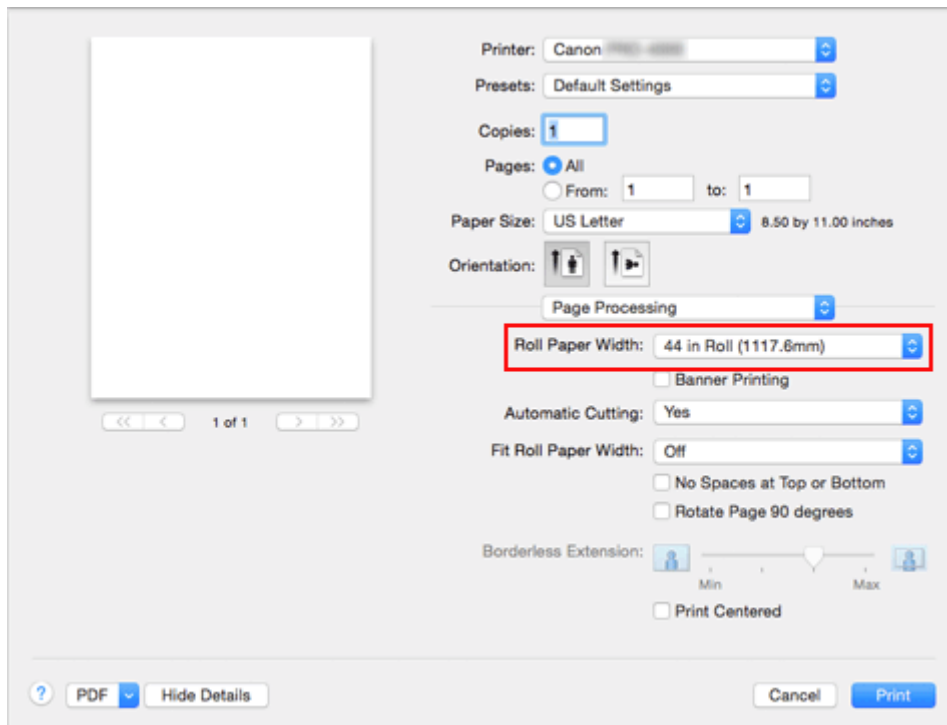 Printer: Canon
Presets: Default Settings
Copies: 1
Pages: All
From: 1 to: 1
Paper Size: US Letter 8.50 by 11.00 inches
Orientation:
Page Processing
Roll Paper Width: 44 in Roll (1117.6mm)
Banner Printing
1 of 1
Automatic Cutting: Yes
Fit Roll Paper Width: Off
No Spaces at Top or Bottom
Rotate Page 90 degrees
Borderless Extension:
Min Max
Print Centered
? PDF Hide Details Cancel Print